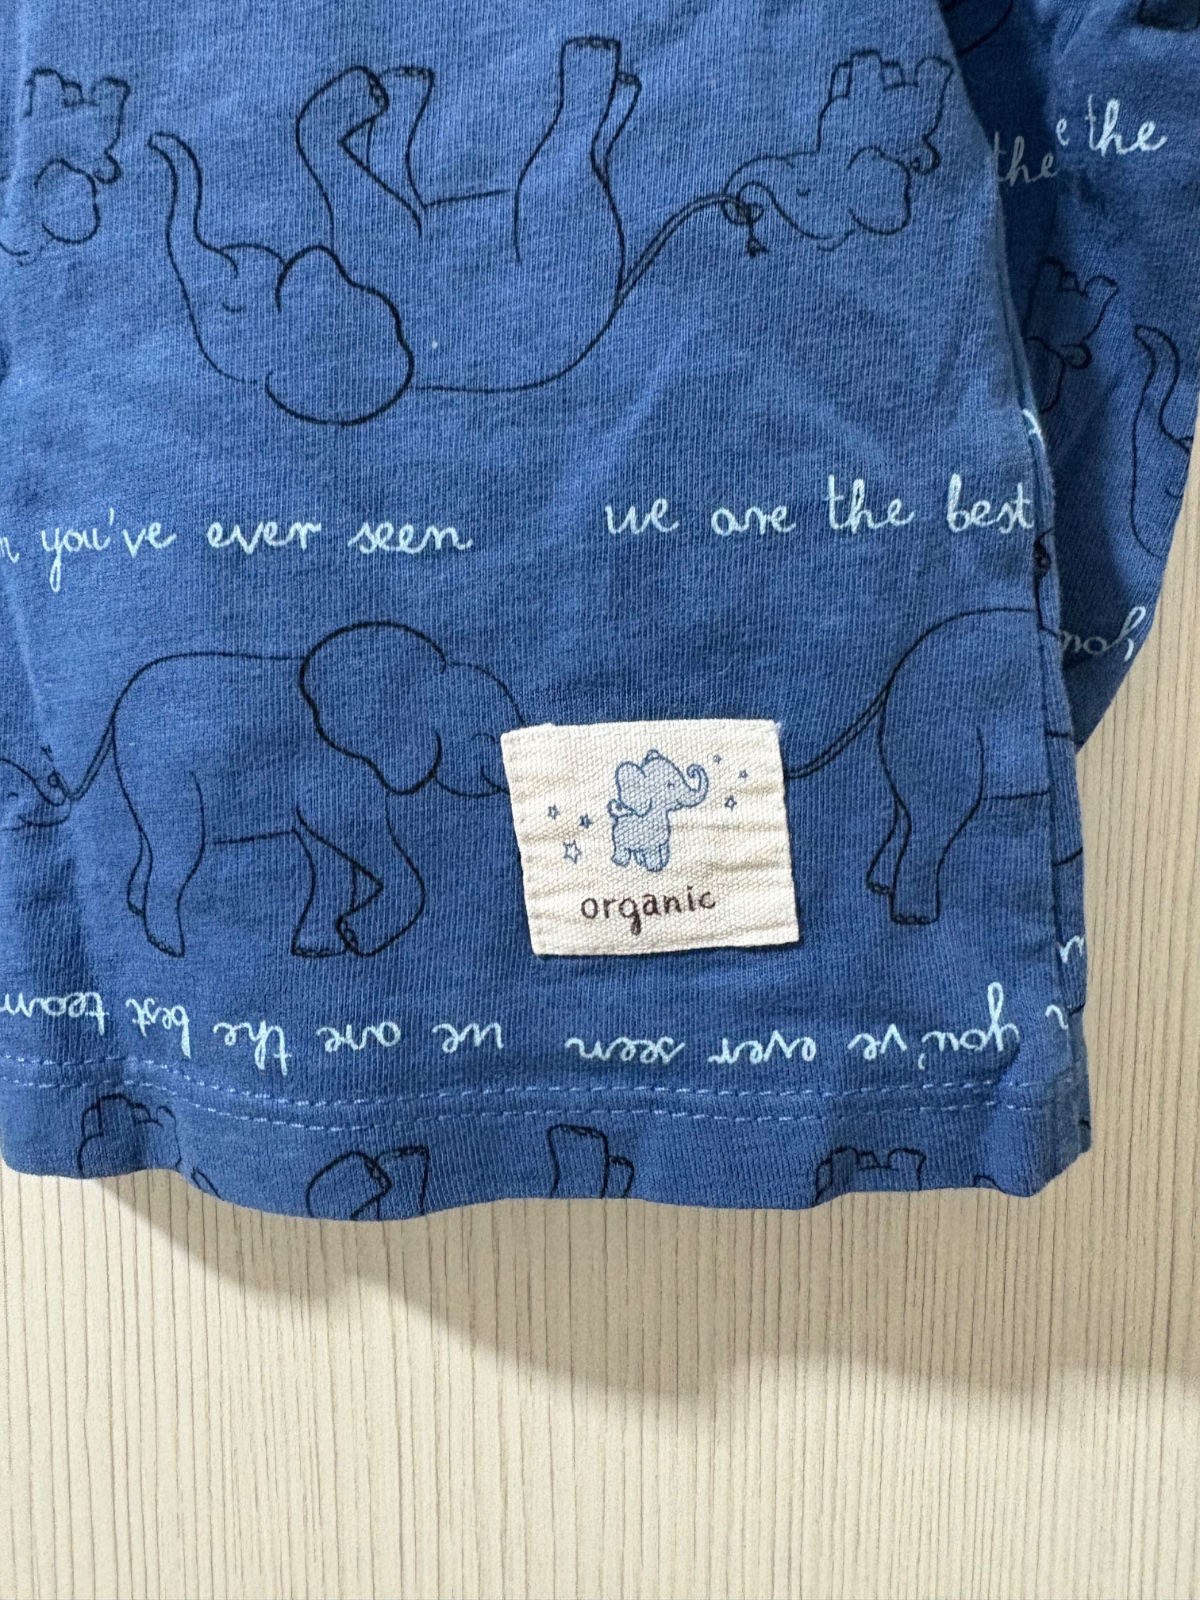 the
e the
you've ever seen we are the best
you
organic
we are the best team
you've ever seen